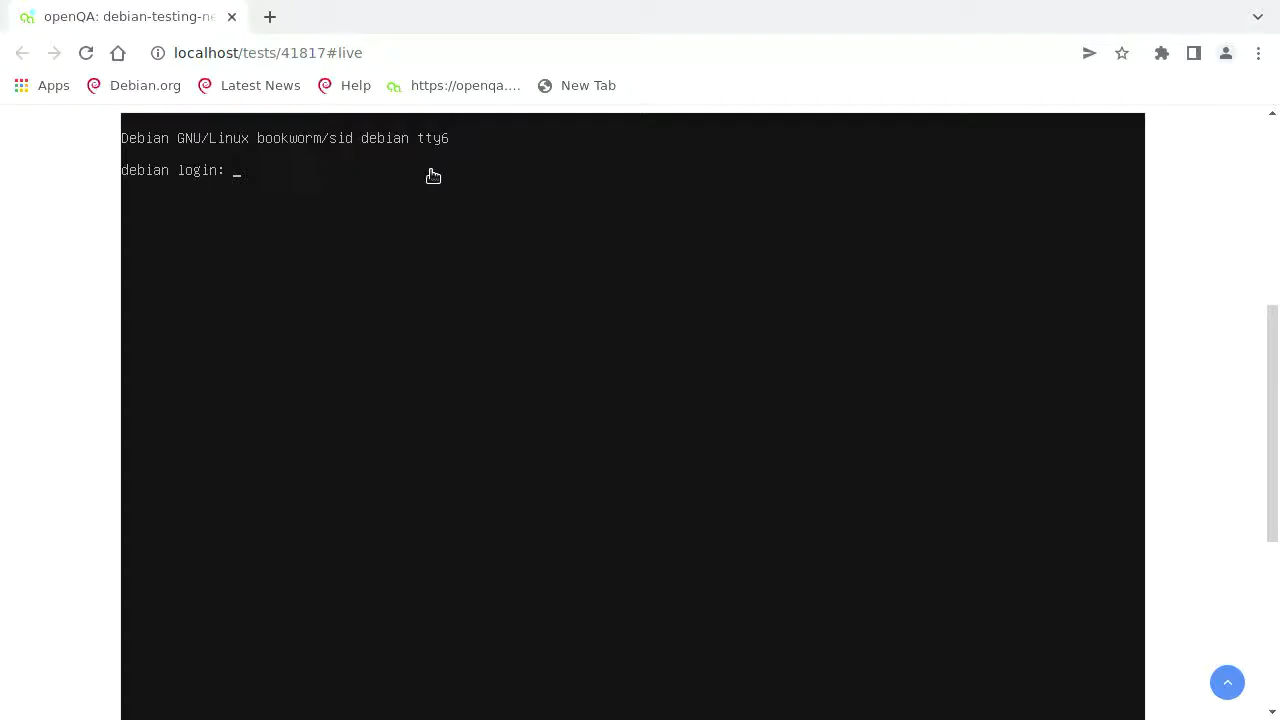 openQA: debian-testing-ne
localhost/tests/41817#live
Apps
Debian.org
Latest News
Help
https://openqa....
New Tab
Debian GNU/Linux bookworm/sid debian tty6
debian login: _